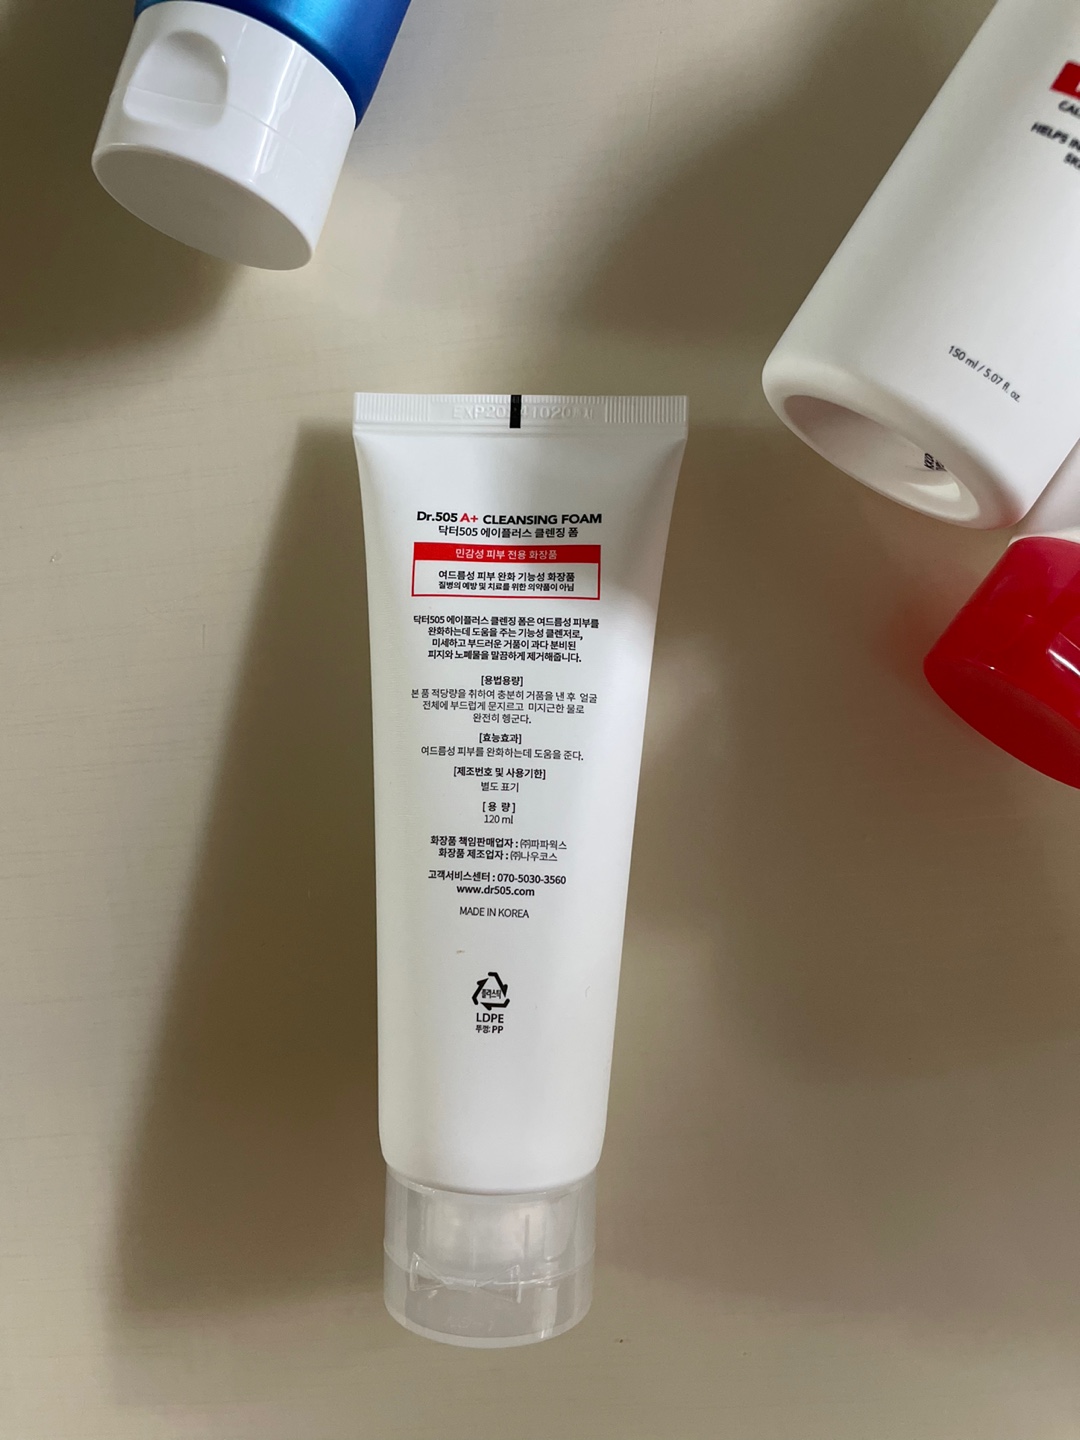 150 ml / 5.07 fl. oz.
Dr.505 A+ CLEANSING FOAM
닥터505 에이플러스 클렌징 폼
민감성 피부 전용 화장품
여드름성 피부 완화 기능성 화장품
질병의 예방 및 치료를 위한 의약품이 아님
닥터505 에이플러스 클렌징 폼은 여드름성 피부를
완화하는데 도움을 주는 기능성 클렌저로,
미세하고 부드러운 거품이 과다 분비된
피지와 노폐물을 말끔하게 제거해줍니다.
[용법용량]
본 품 적당량을 취하여 충분히 거품을 낸 후 얼굴
전체에 부드럽게 문지르고 미지근한 물로
완전히 헹군다.
[효능효과]
여드름성 피부를 완화하는데 도움을 준다.
[제조번호 및 사용기한]
별도 표기
[용 량]
120 ml
화장품 책임판매업자 : ㈜파파웍스
화장품 제조업자 : ㈜나우코스
고객서비스센터 : 070-5030-3560
www.dr505.com
MADE IN KOREA
플라스틱
LDPE
뚜껑: PP